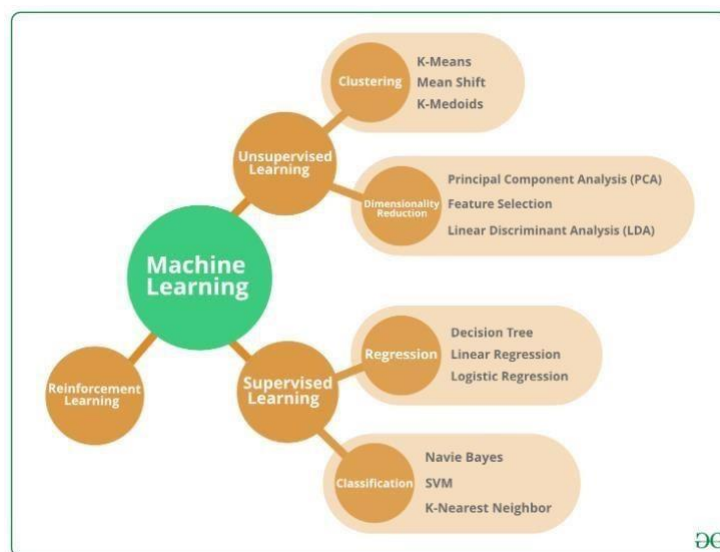 K-Means
Clustering
Mean Shift
K-Medoids
Unsupervised
Learning
Principal Component Analysis (PCA)
Dimensionality
Reduction
Feature Selection
Linear Discriminant Analysis (LDA)
Machine
Learning
Decision Tree
Regression
Linear Regression
Logistic Regression
Reinforcement
Learning
Supervised
Learning
Navie Bayes
Classification
SVM
K-Nearest Neighbor